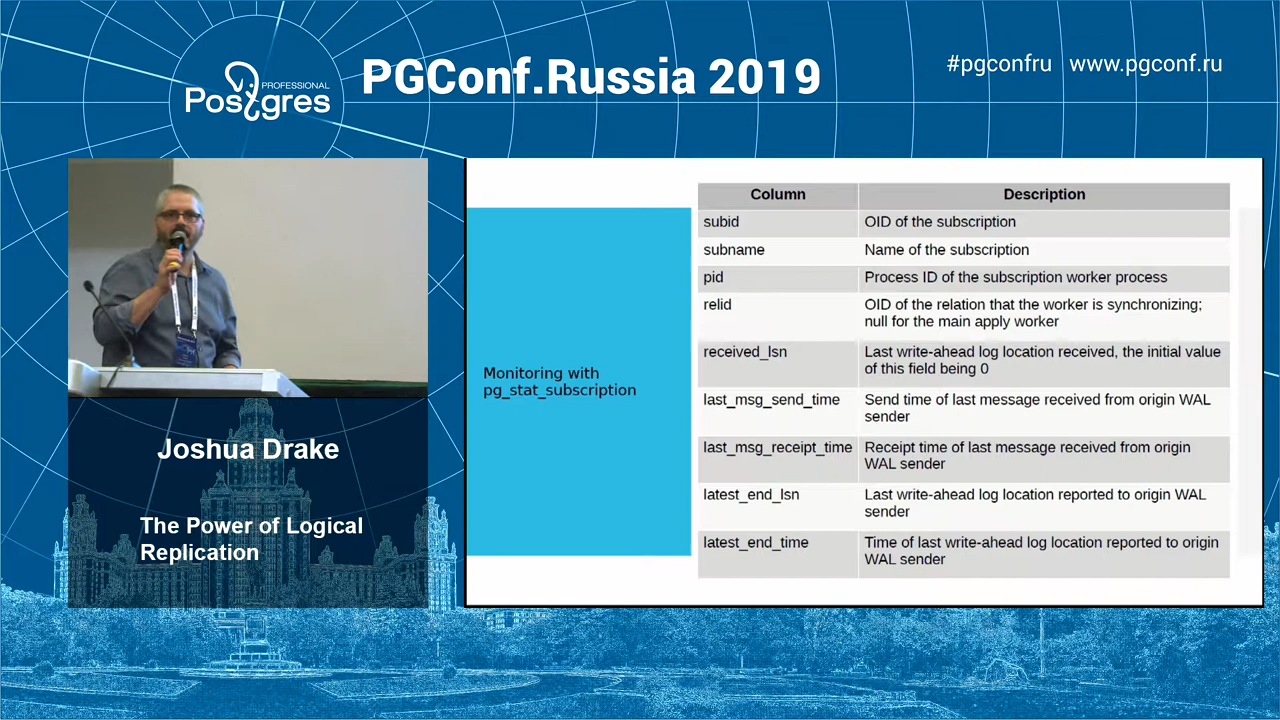 PROFESSIONAL
Postgres
PGConf.Russia 2019
#pgconfru www.pgconf.ru
Joshua Drake
The Power of Logical
Replication
Monitoring with
pg_stat_subscription
Column Description
subid OID of the subscription
subname Name of the subscription
pid Process ID of the subscription worker process
relid OID of the relation that the worker is synchronizing;
null for the main apply worker
received_lsn Last write-ahead log location received, the initial value
of this field being 0
last_msg_send_time Send time of last message received from origin WAL
sender
last_msg_receipt_time Receipt time of last message received from origin
WAL sender
latest_end_lsn Last write-ahead log location reported to origin WAL
sender
latest_end_time Time of last write-ahead log location reported to origin
WAL sender